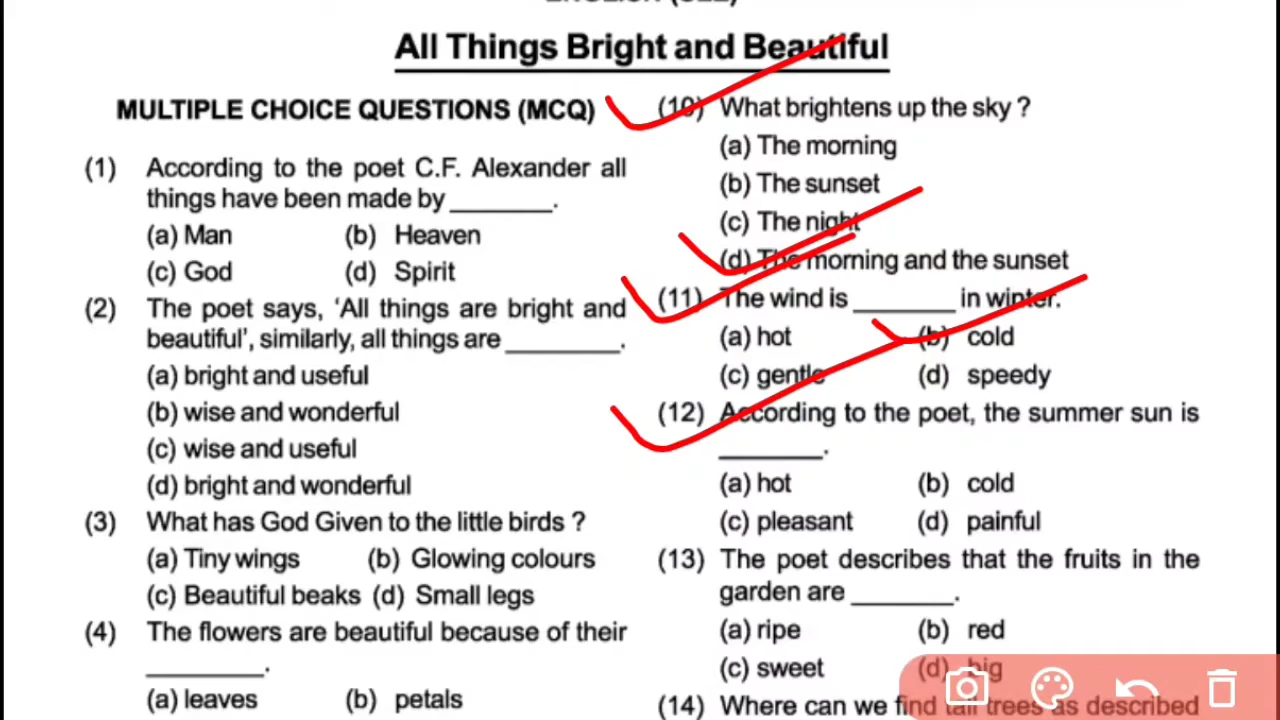 All Things Bright and Beautiful
MULTIPLE CHOICE QUESTIONS (MCQ)
(1) According to the poet C.F. Alexander all
things have been made by ________.
(a) Man (b) Heaven
(c) God (d) Spirit
(2) The poet says, ‘All things are bright and
beautiful’, similarly, all things are _________.
(a) bright and useful
(b) wise and wonderful
(c) wise and useful
(d) bright and wonderful
(3) What has God Given to the little birds ?
(a) Tiny wings (b) Glowing colours
(c) Beautiful beaks (d) Small legs
(4) The flowers are beautiful because of their
_________.
(a) leaves (b) petals
(10) What brightens up the sky ?
(a) The morning
(b) The sunset
(c) The night
(d) The morning and the sunset
(11) The wind is ________ in winter.
(a) hot (b) cold
(c) gentle (d) speedy
(12) According to the poet, the summer sun is
________.
(a) hot (b) cold
(c) pleasant (d) painful
(13) The poet describes that the fruits in the
garden are ________.
(a) ripe (b) red
(c) sweet (d) big
(14) Where can we find tall trees as described